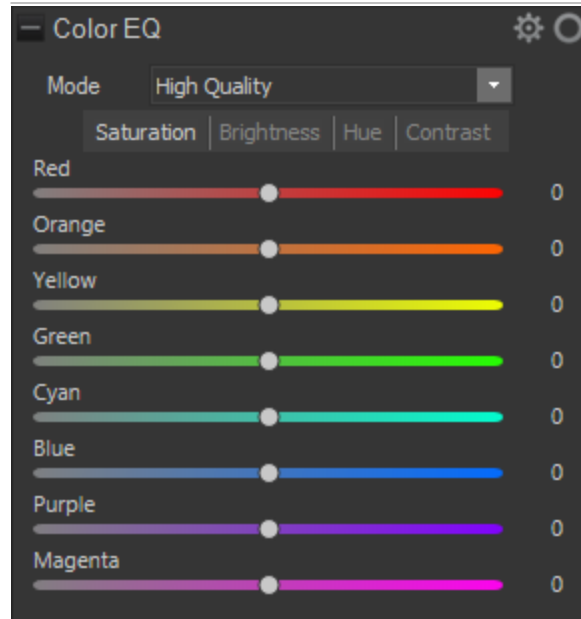 Color EQ
Mode High Quality
Saturation Brightness Hue Contrast
Red
0
Orange
0
Yellow
0
Green
0
Cyan
0
Blue
0
Purple
0
Magenta
0